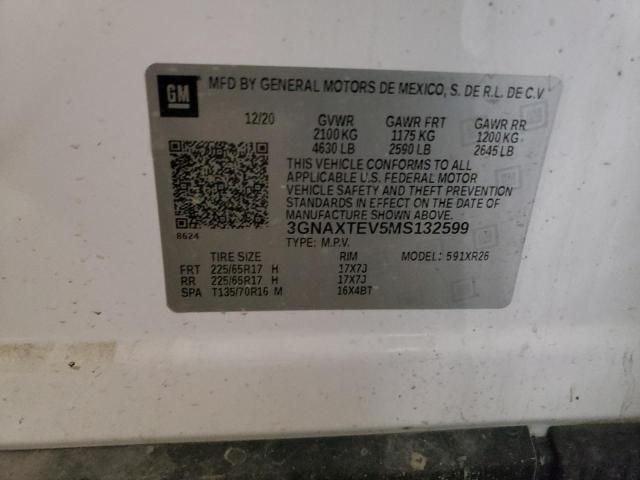 GM
MFD BY GENERAL MOTORS DE MEXICO, S. DE R.L. DE C.V
12/20 GVWR GAWR FRT GAWR RR
2100 KG 1175 KG 1200 KG
4630 LB 2590 LB 2645 LB
THIS VEHICLE CONFORMS TO ALL
APPLICABLE U.S. FEDERAL MOTOR
VEHICLE SAFETY AND THEFT PREVENTION
STANDARDS IN EFFECT ON THE DATE OF
MANUFACTURE SHOWN ABOVE.
8624
3GNAXTEV5MS132599
TYPE: M.P.V.
TIRE SIZE RIM MODEL: 591XR26
FRT 225/65R17 H 17X7J
RR 225/65R17 H 17X7J
SPA T135/70R16 M 16X4BT